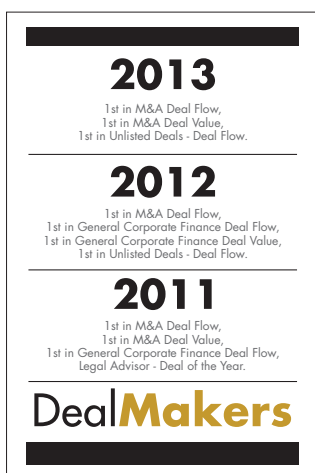 2013
1st in M&A Deal Flow,
1st in M&A Deal Value,
1st in Unlisted Deals - Deal Flow.
2012
1st in M&A Deal Flow,
1st in General Corporate Finance Deal Flow,
1st in General Corporate Finance Deal Value,
1st in Unlisted Deals - Deal Flow.
2011
1st in M&A Deal Flow,
1st in M&A Deal Value,
1st in General Corporate Finance Deal Flow,
Legal Advisor - Deal of the Year.
DealMakers